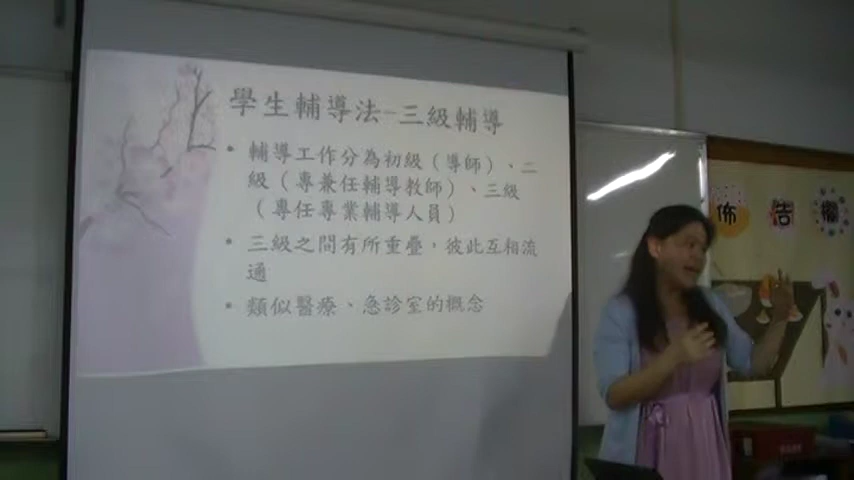 學生輔導法-三級輔導
• 輔導工作分為初級（導師）、二
級（專兼任輔導教師）、三級
（專任專業輔導人員）
• 三級之間有所重疊，彼此互相流
通
• 類似醫療、急診室的概念
佈告欄